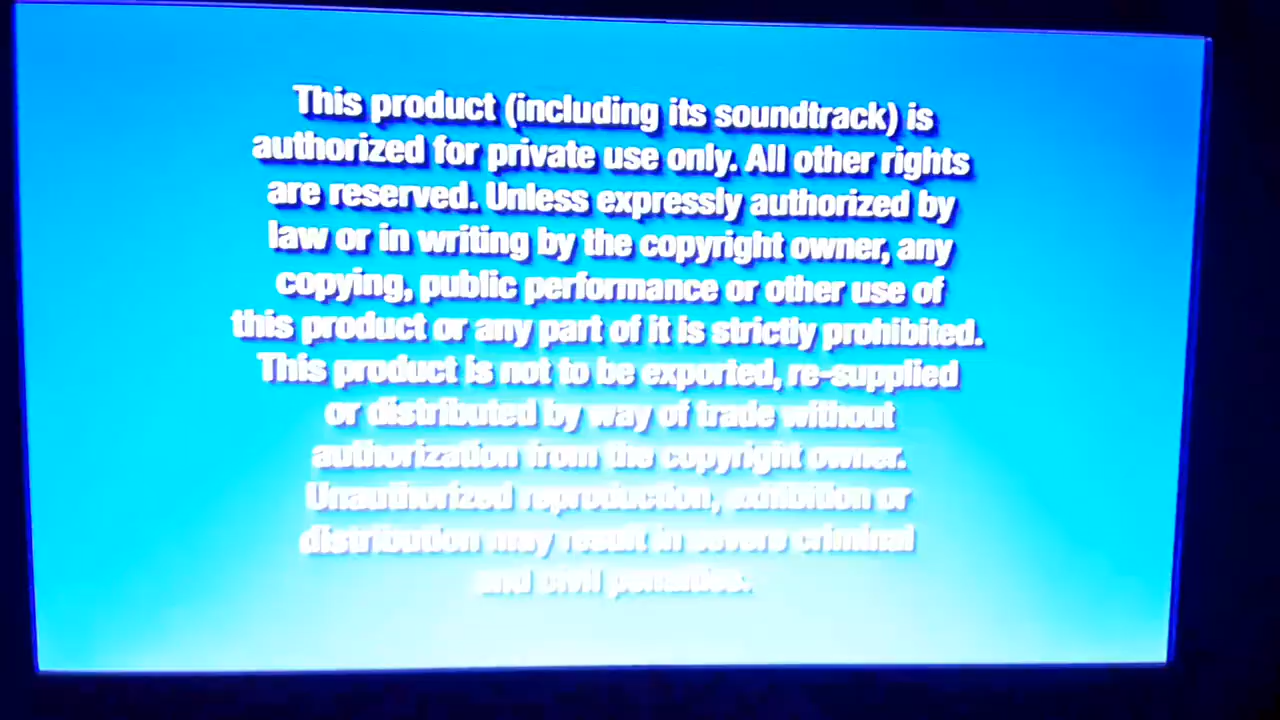 This product (including its soundtrack) is
authorized for private use only. All other rights
are reserved. Unless expressly authorized by
law or in writing by the copyright owner, any
copying, public performance or other use of
this product or any part of it is strictly prohibited.
This product is not to be exported, re-supplied
or distributed by way of trade without
authorization from the copyright owner.
Unauthorized reproduction, exhibition or
distribution may result in severe criminal
and civil penalties.